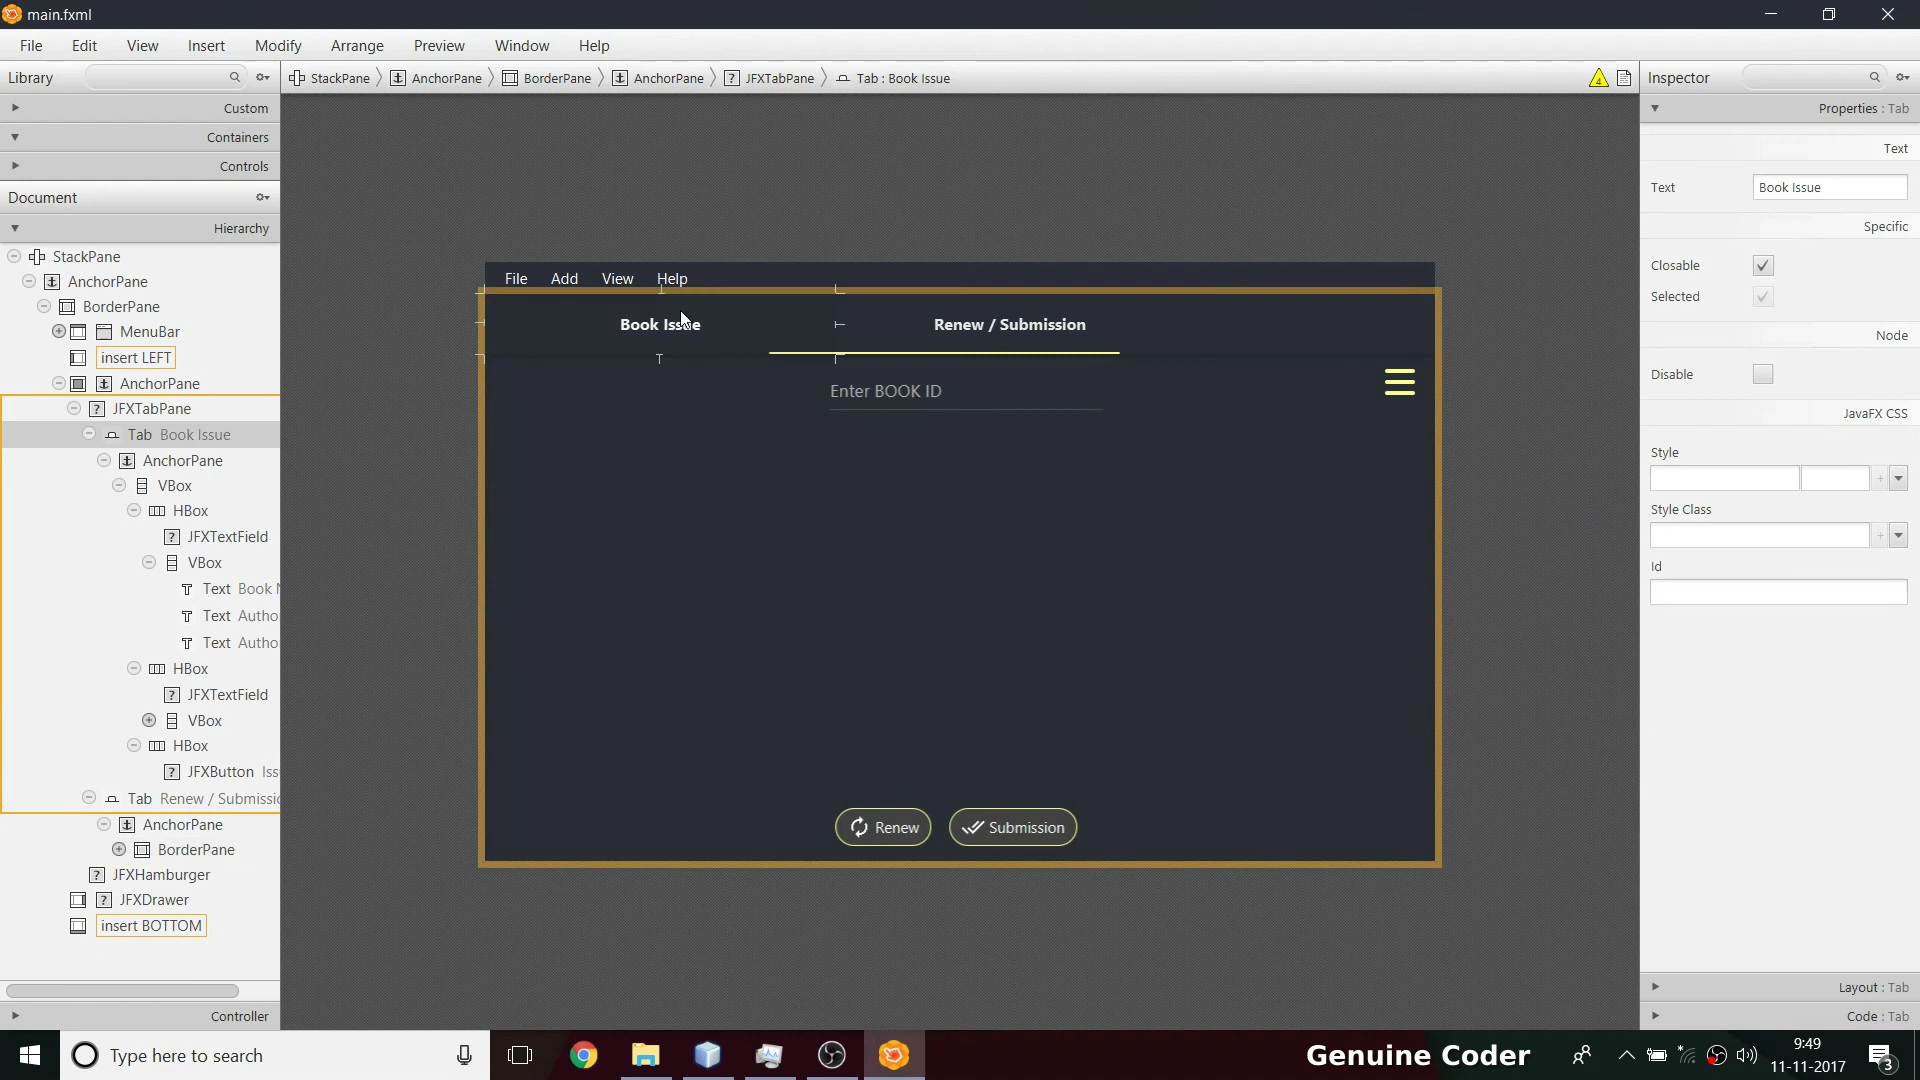 main.fxml
File Edit View Insert Modify Arrange Preview Window Help
Library
StackPane AnchorPane BorderPane AnchorPane JFXTabPane Tab : Book Issue
4
Inspector
Custom
Containers
Controls
Document
Hierarchy
StackPane
AnchorPane
BorderPane
MenuBar
insert LEFT
AnchorPane
JFXTabPane
Tab Book Issue
AnchorPane
VBox
HBox
JFXTextField
VBox
Text Book N
Text Autho
Text Autho
HBox
JFXTextField
VBox
HBox
JFXButton Iss
Tab Renew / Submissio
AnchorPane
BorderPane
JFXHamburger
JFXDrawer
insert BOTTOM
Controller
File Add View Help
Book Issue Renew / Submission
Enter BOOK ID
Renew Submission
Properties : Tab
Text
Text Book Issue
Specific
Closable
Selected
Node
Disable
JavaFX CSS
Style
Style Class
Id
Layout : Tab
Code : Tab
Type here to search
Genuine Coder
9:49
11-11-2017
3